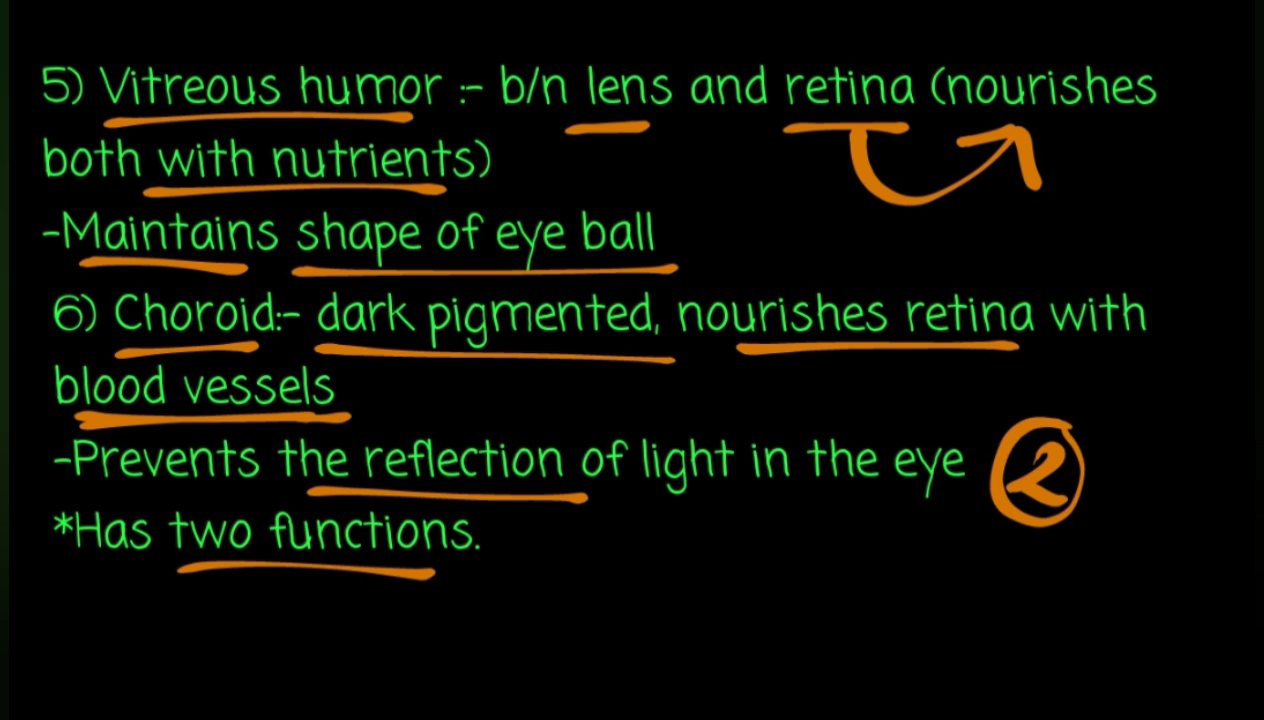 5) Vitreous humor :- b/n lens and retina (nourishes
both with nutrients)
-Maintains shape of eye ball
6) Choroid:- dark pigmented, nourishes retina with
blood vessels
-Prevents the reflection of light in the eye 2
*Has two functions.